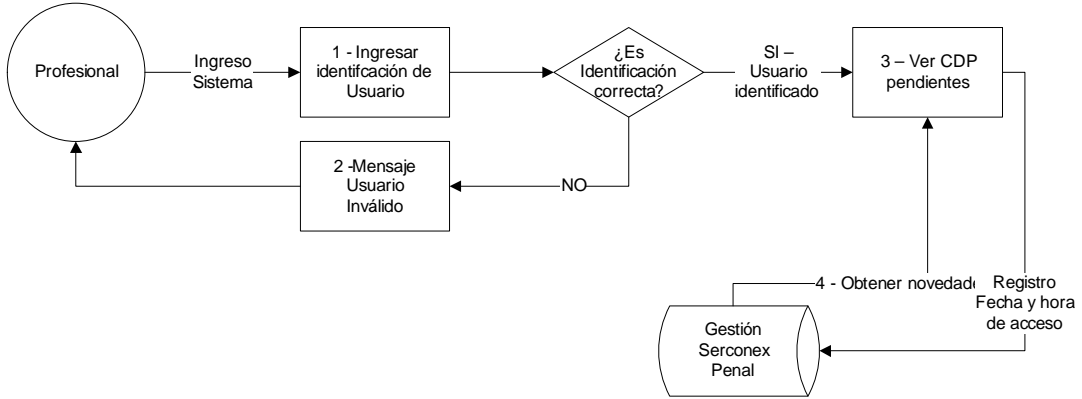 Profesional
Ingreso
Sistema
1 - Ingresar
identifcación de
Usuario
¿Es
Identificación
correcta?
SI –
Usuario
identificado
3 – Ver CDP
pendientes
2 -Mensaje
Usuario
Inválido
NO
4 - Obtener novedade
Registro
Fecha y hora
de acceso
Gestión
Serconex
Penal